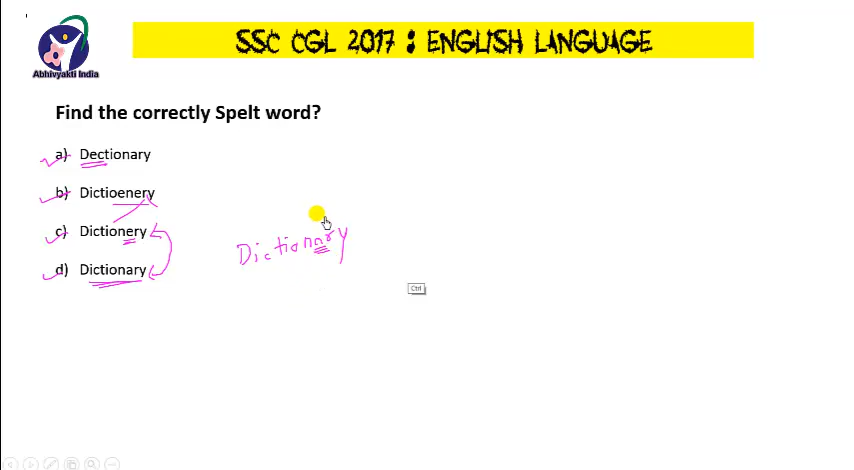 SSC CGL 2017 : ENGLISH LANGUAGE
Abhivyakti India
Find the correctly Spelt word?
a) Dectionary
b) Dictioenery
c) Dictionery
d) Dictionary
Dictionary
Ctrl